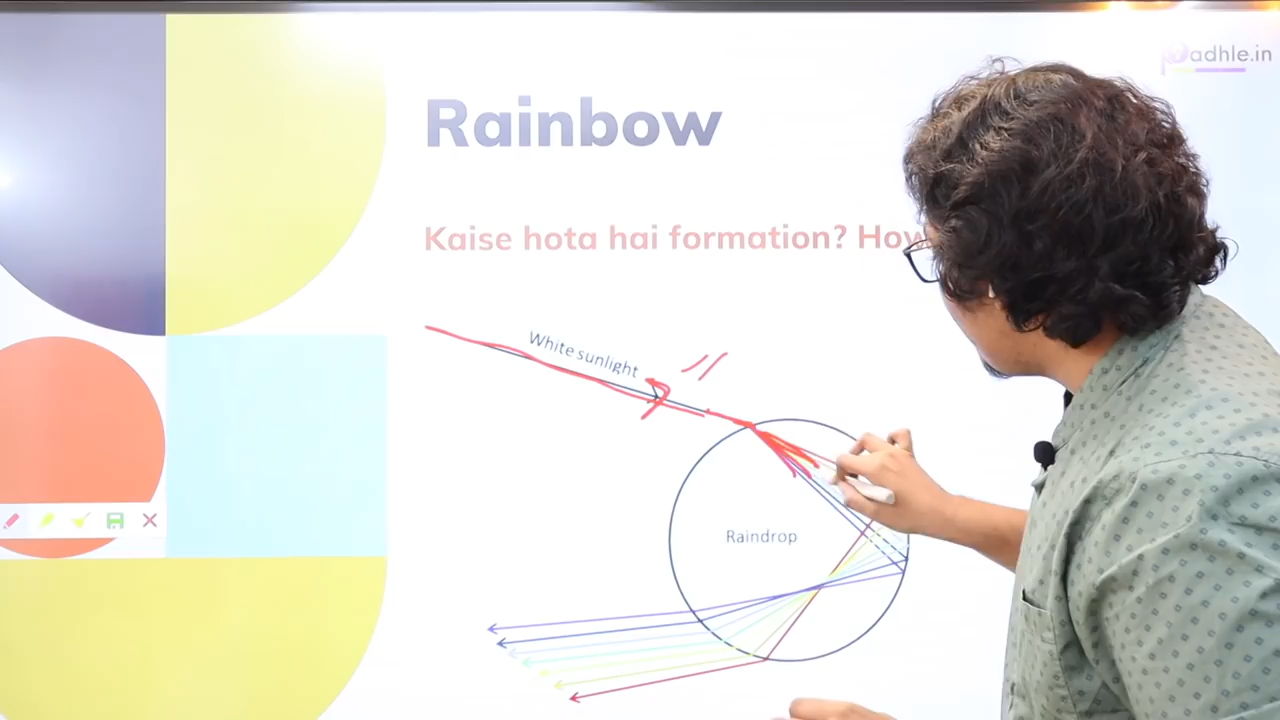 adhle.in
Rainbow
Kaise hota hai formation? How
White sunlight
Raindrop